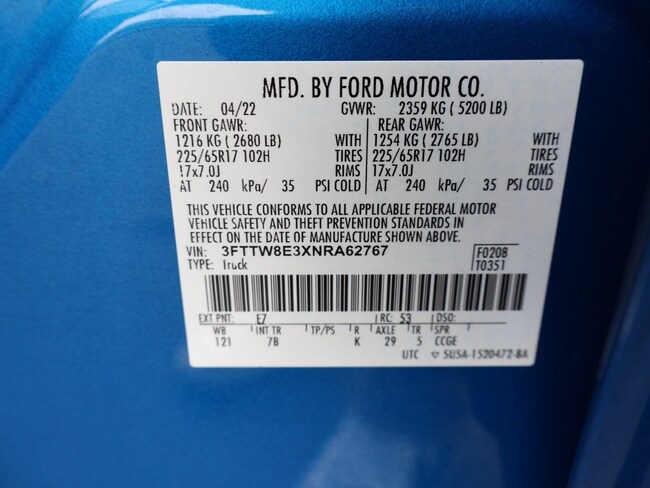 MFD. BY FORD MOTOR CO.
DATE: 04/22 GVWR: 2359 KG ( 5200 LB)
FRONT GAWR: REAR GAWR:
1216 KG ( 2680 LB) WITH 1254 KG ( 2765 LB) WITH
225/65R17 102H TIRES 225/65R17 102H TIRES
17x7.0J RIMS 17x7.0J RIMS
AT 240 kPa/ 35 PSI COLD AT 240 kPa/ 35 PSI COLD
THIS VEHICLE CONFORMS TO ALL APPLICABLE FEDERAL MOTOR
VEHICLE SAFETY AND THEFT PREVENTION STANDARDS IN
EFFECT ON THE DATE OF MANUFACTURE SHOWN ABOVE.
VIN: 3FTTW8E3XNRA62767 F0208
TYPE: Truck T0351
EXT PNT: E7 RC: 53 DSO:
WB INT TR TP/PS R AXLE TR SPR
121 7B K 29 5 CCGE
UTC ▽ 5USA-1520472-BA